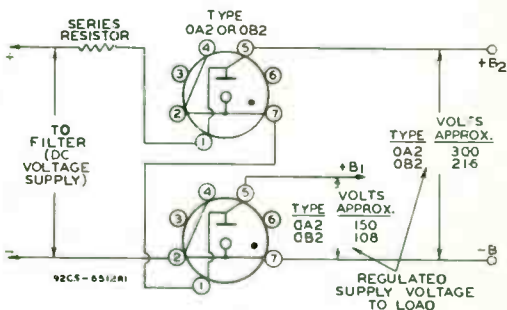 SERIES
RESISTOR
TYPE
0A2 OR 0B2
+
4
5
3
6
2
7
1
+B2
TO
FILTER
(DC
VOLTAGE
SUPPLY)
VOLTS
TYPE APPROX.
0A2 300
0B2 216
+B1
VOLTS
TYPE APPROX.
0A2 150
0B2 108
4
5
3
6
2
7
1
-
-B
92CS-6512R1
REGULATED
SUPPLY VOLTAGE
TO LOAD